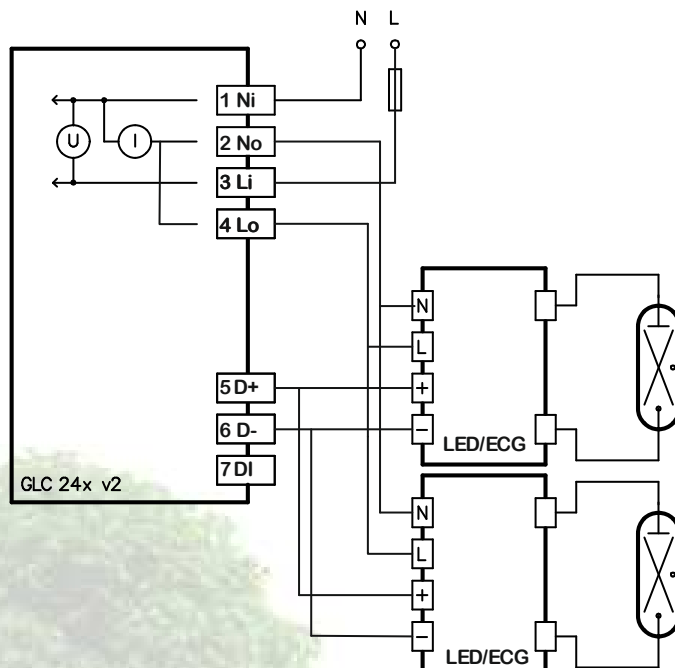 N L
1 Ni
U I
2 No
3 Li
4 Lo
N
L
5 D+
+
6 D-
−
LED/ECG
7 DI
GLC 24x v2
N
L
+
−
LED/ECG